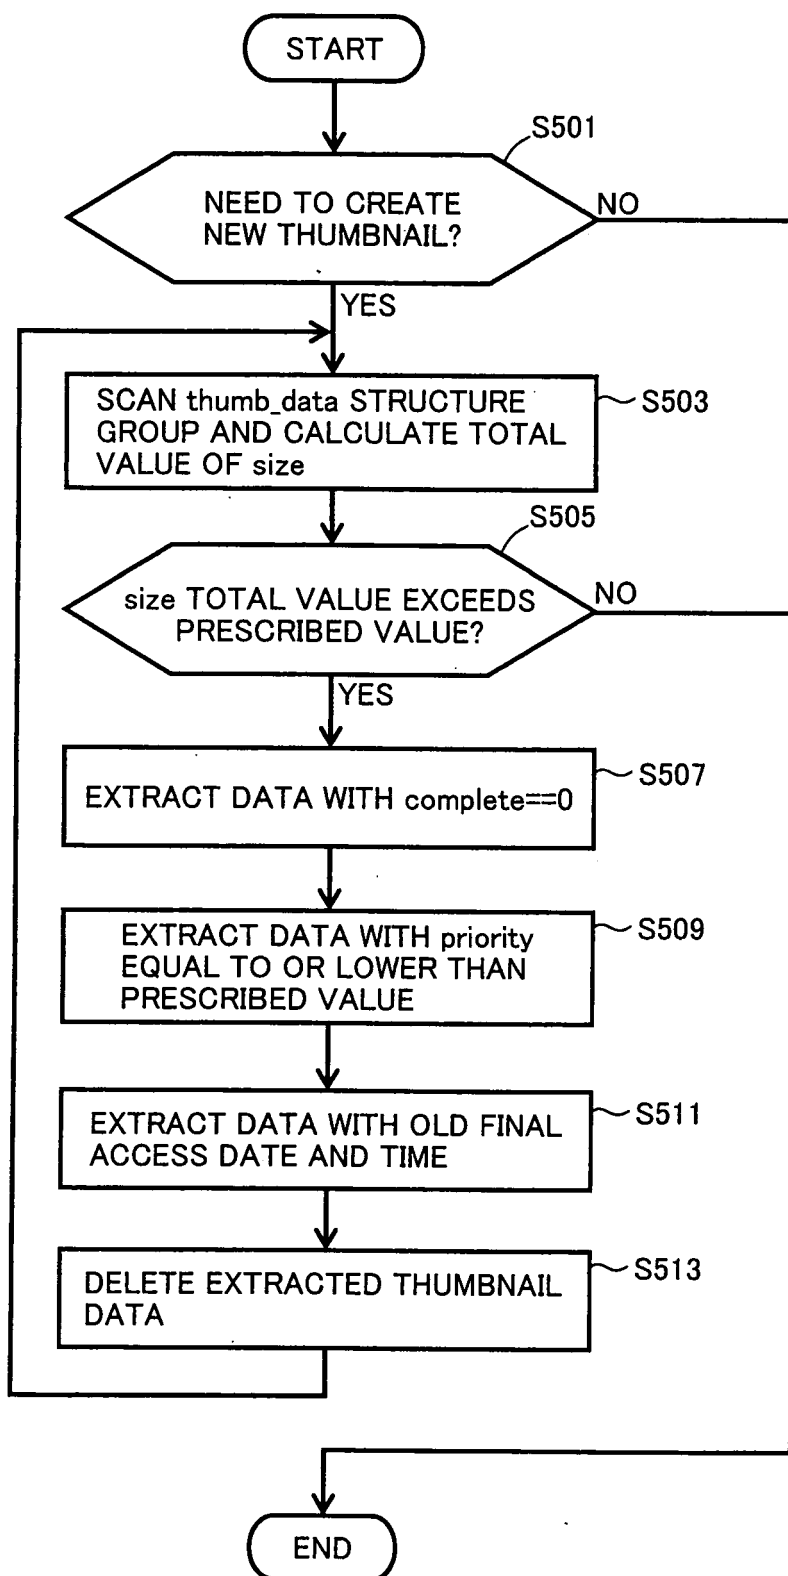 START
S501
NEED TO CREATE
NEW THUMBNAIL?
NO
YES
SCAN thumb_data STRUCTURE
GROUP AND CALCULATE TOTAL
VALUE OF size
S503
S505
size TOTAL VALUE EXCEEDS
PRESCRIBED VALUE?
NO
YES
EXTRACT DATA WITH complete==0
S507
EXTRACT DATA WITH priority
EQUAL TO OR LOWER THAN
PRESCRIBED VALUE
S509
EXTRACT DATA WITH OLD FINAL
ACCESS DATE AND TIME
S511
DELETE EXTRACTED THUMBNAIL
DATA
S513
END